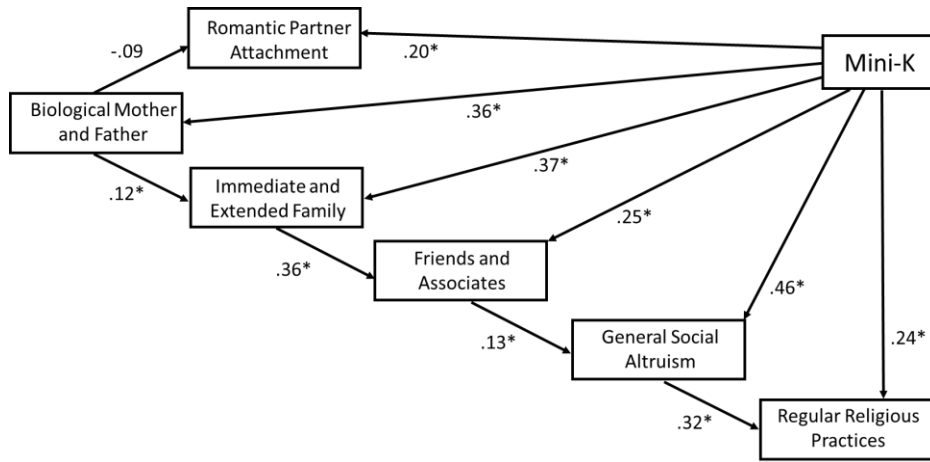 Romantic Partner
Attachment
-.09
.20*
Mini-K
Biological Mother
and Father
.36*
.12*
Immediate and
Extended Family
.37*
.36*
Friends and
Associates
.25*
.13*
General Social
Altruism
.46*
.32*
.24*
Regular Religious
Practices